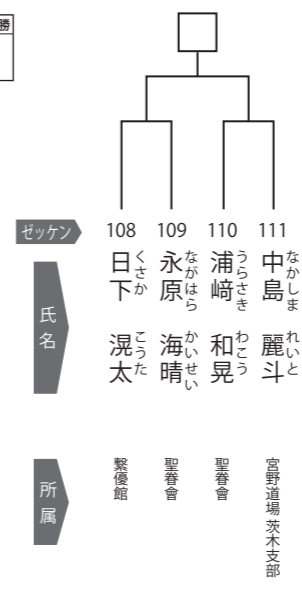 勝
ゼッケン
108
109
110
111
氏名
日下 滉太
くさか こうた
永原 海晴
ながはら かいせい
浦﨑 和晃
うらさき わこう
中島 麗斗
なかしま れいと
所属
繋優館
聖眷會
聖眷會
宮野道場 茨木支部